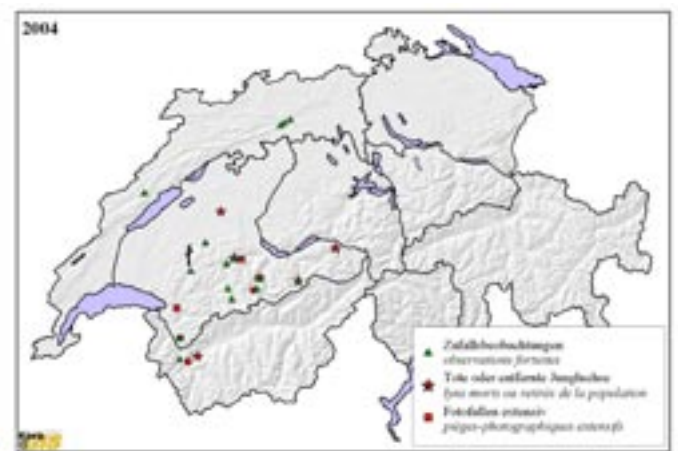 2004
Zufallsbeobachtungen
observations fortuites
Tote oder entfernte Jungluchse
lynx morts ou retirés de la population
Fotofallen extensiv
pièges-photographiques extensifs